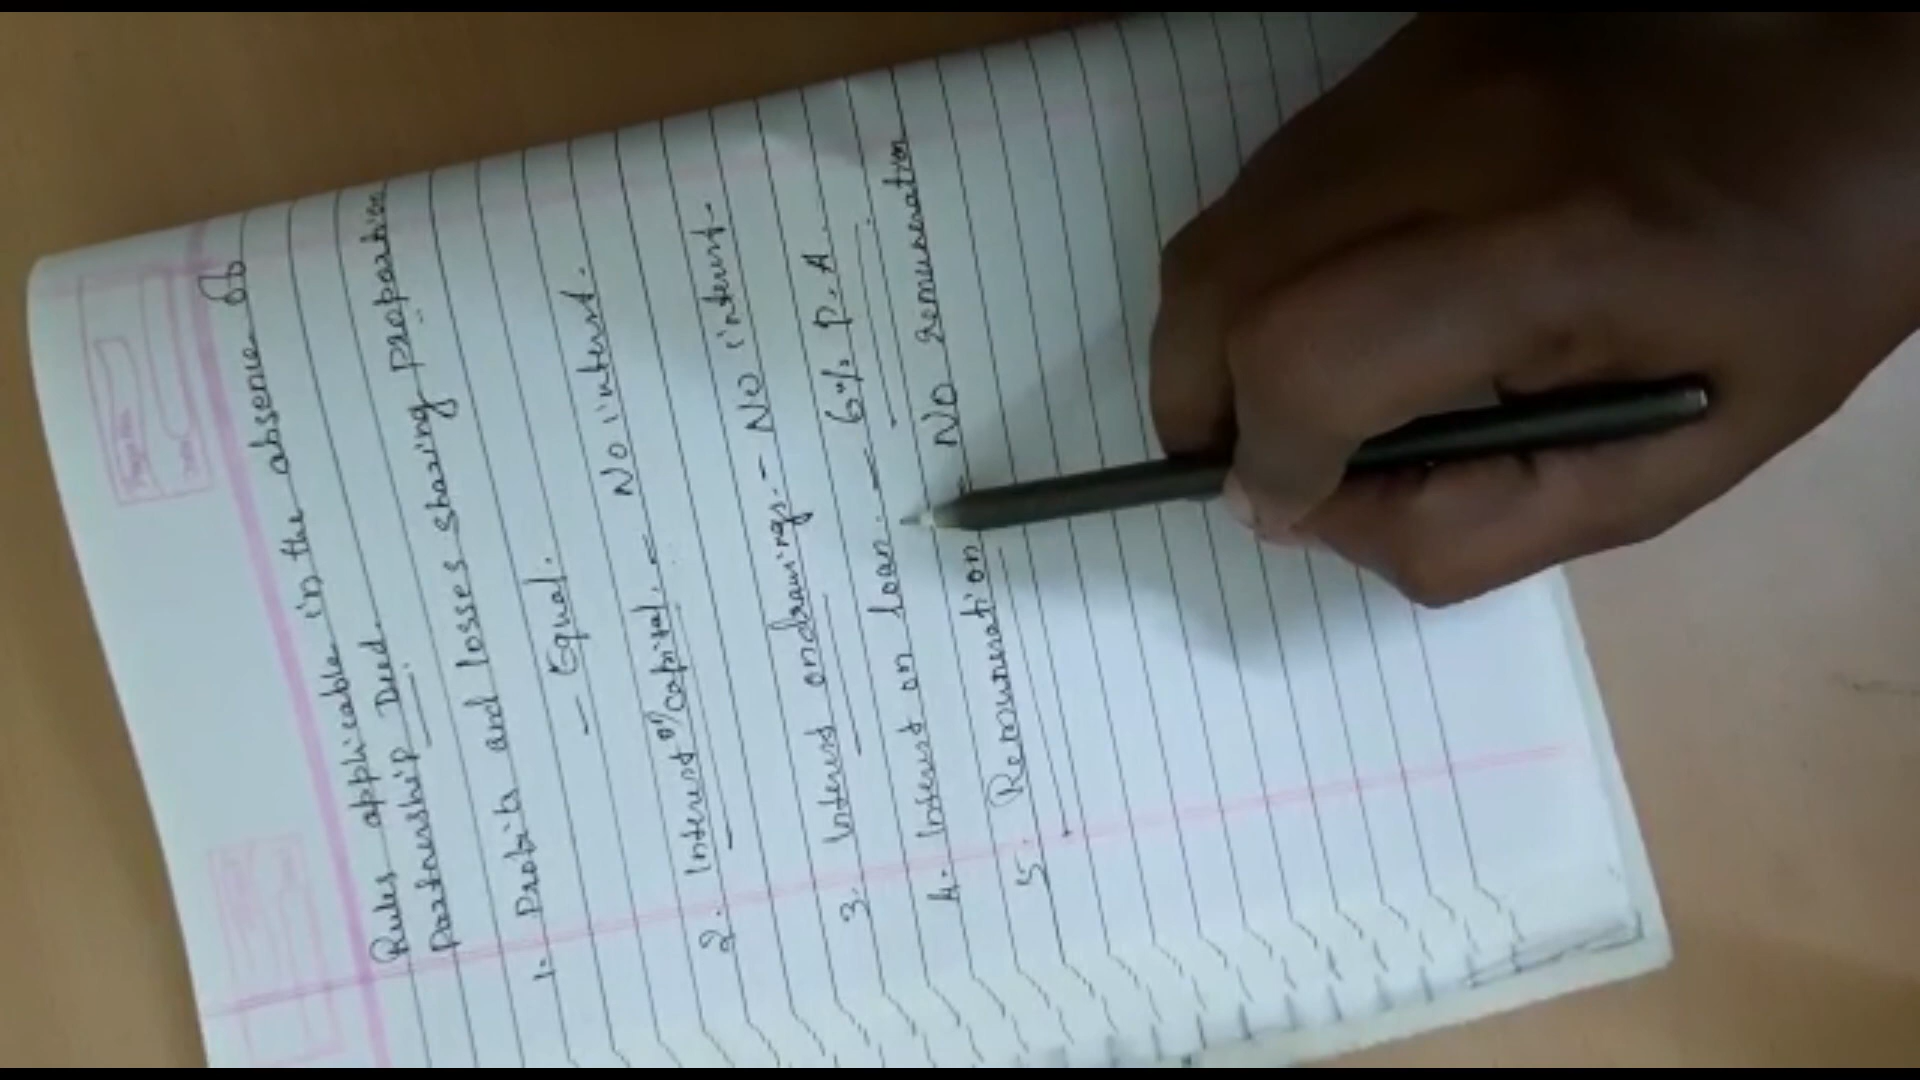 Rules applicable in the absence of
Partnership Deed.
1. Profits and losses sharing proportion
- Equal.
2. Interest % capital. - No interest.
3. Interest on drawings. - No interest.
4. Interest on loan. - 6% P.A.
5. Remuneration - No remuneration